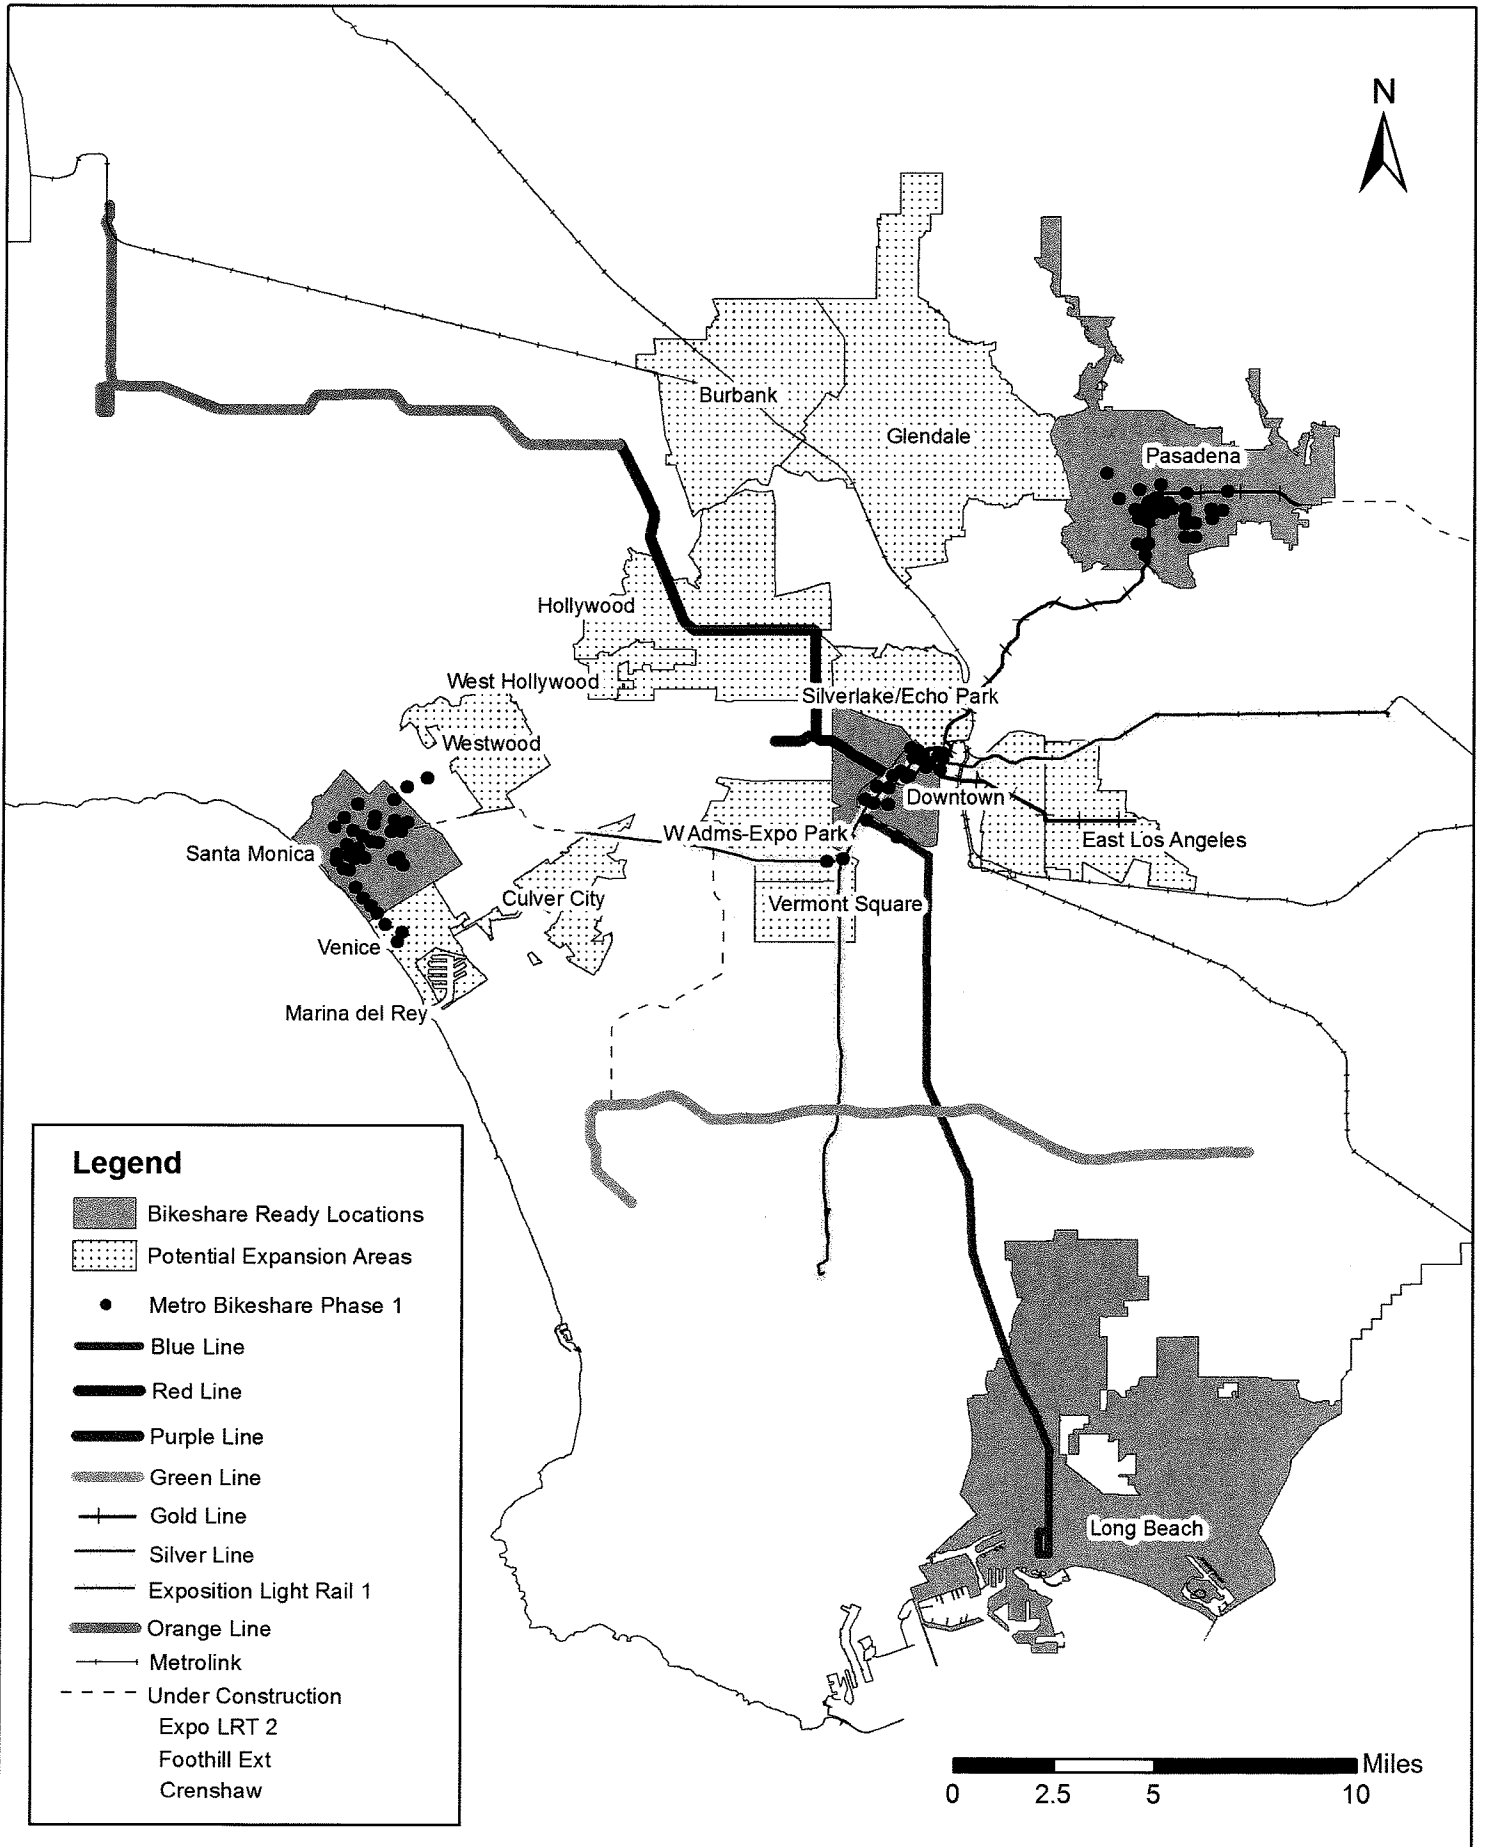 N
Burbank
Glendale
Pasadena
Hollywood
West Hollywood
Silverlake/Echo Park
Westwood
Downtown
W Adms-Expo Park
East Los Angeles
Santa Monica
Culver City
Vermont Square
Venice
Marina del Rey
Long Beach
Legend
Bikeshare Ready Locations
Potential Expansion Areas
Metro Bikeshare Phase 1
Blue Line
Red Line
Purple Line
Green Line
Gold Line
Silver Line
Exposition Light Rail 1
Orange Line
Metrolink
Under Construction
Expo LRT 2
Foothill Ext
Crenshaw
Miles
0 2.5 5 10